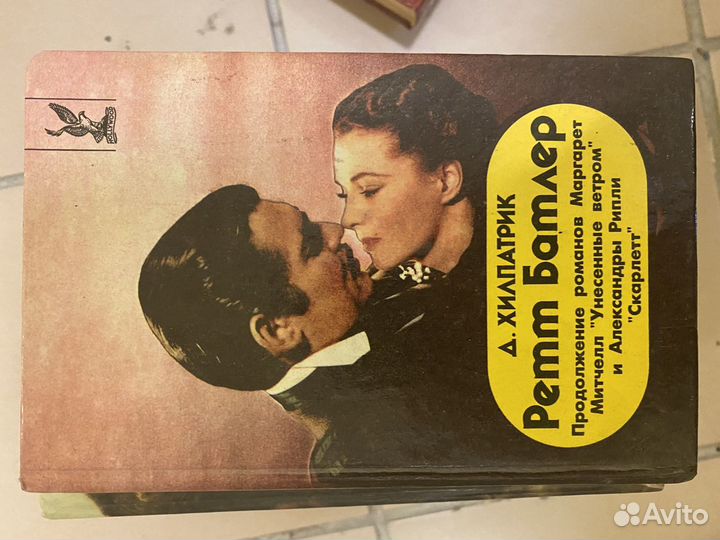 Д. ХИЛПАТРИК
Ретт Батлер
Продолжение романов Маргарет
Митчелл "Унесенные ветром"
и Александры Рипли
"Скарлетт"
Avito